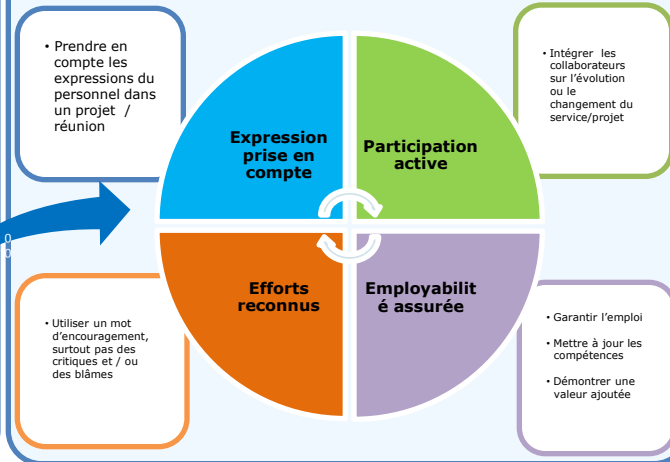 • Prendre en
compte les
expressions du
personnel dans
un projet /
réunion
• Intégrer les
collaborateurs
sur l’évolution
ou le
changement du
service/projet
Expression
prise en
compte
Participation
active
Efforts
reconnus
Employabilit
é assurée
• Utiliser un mot
d’encouragement,
surtout pas des
critiques et / ou
des blâmes
• Garantir l’emploi
• Mettre à jour les
compétences
• Démontrer une
valeur ajoutée